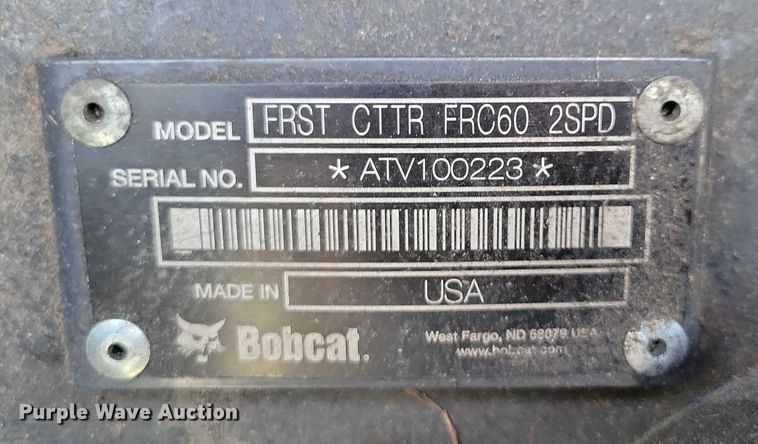 MODEL FRST CTTR FRC60 2SPD
SERIAL NO. *ATV100223*
MADE IN USA
Bobcat.
West Fargo, ND 58078 USA
www.bobcat.com
Purple Wave Auction